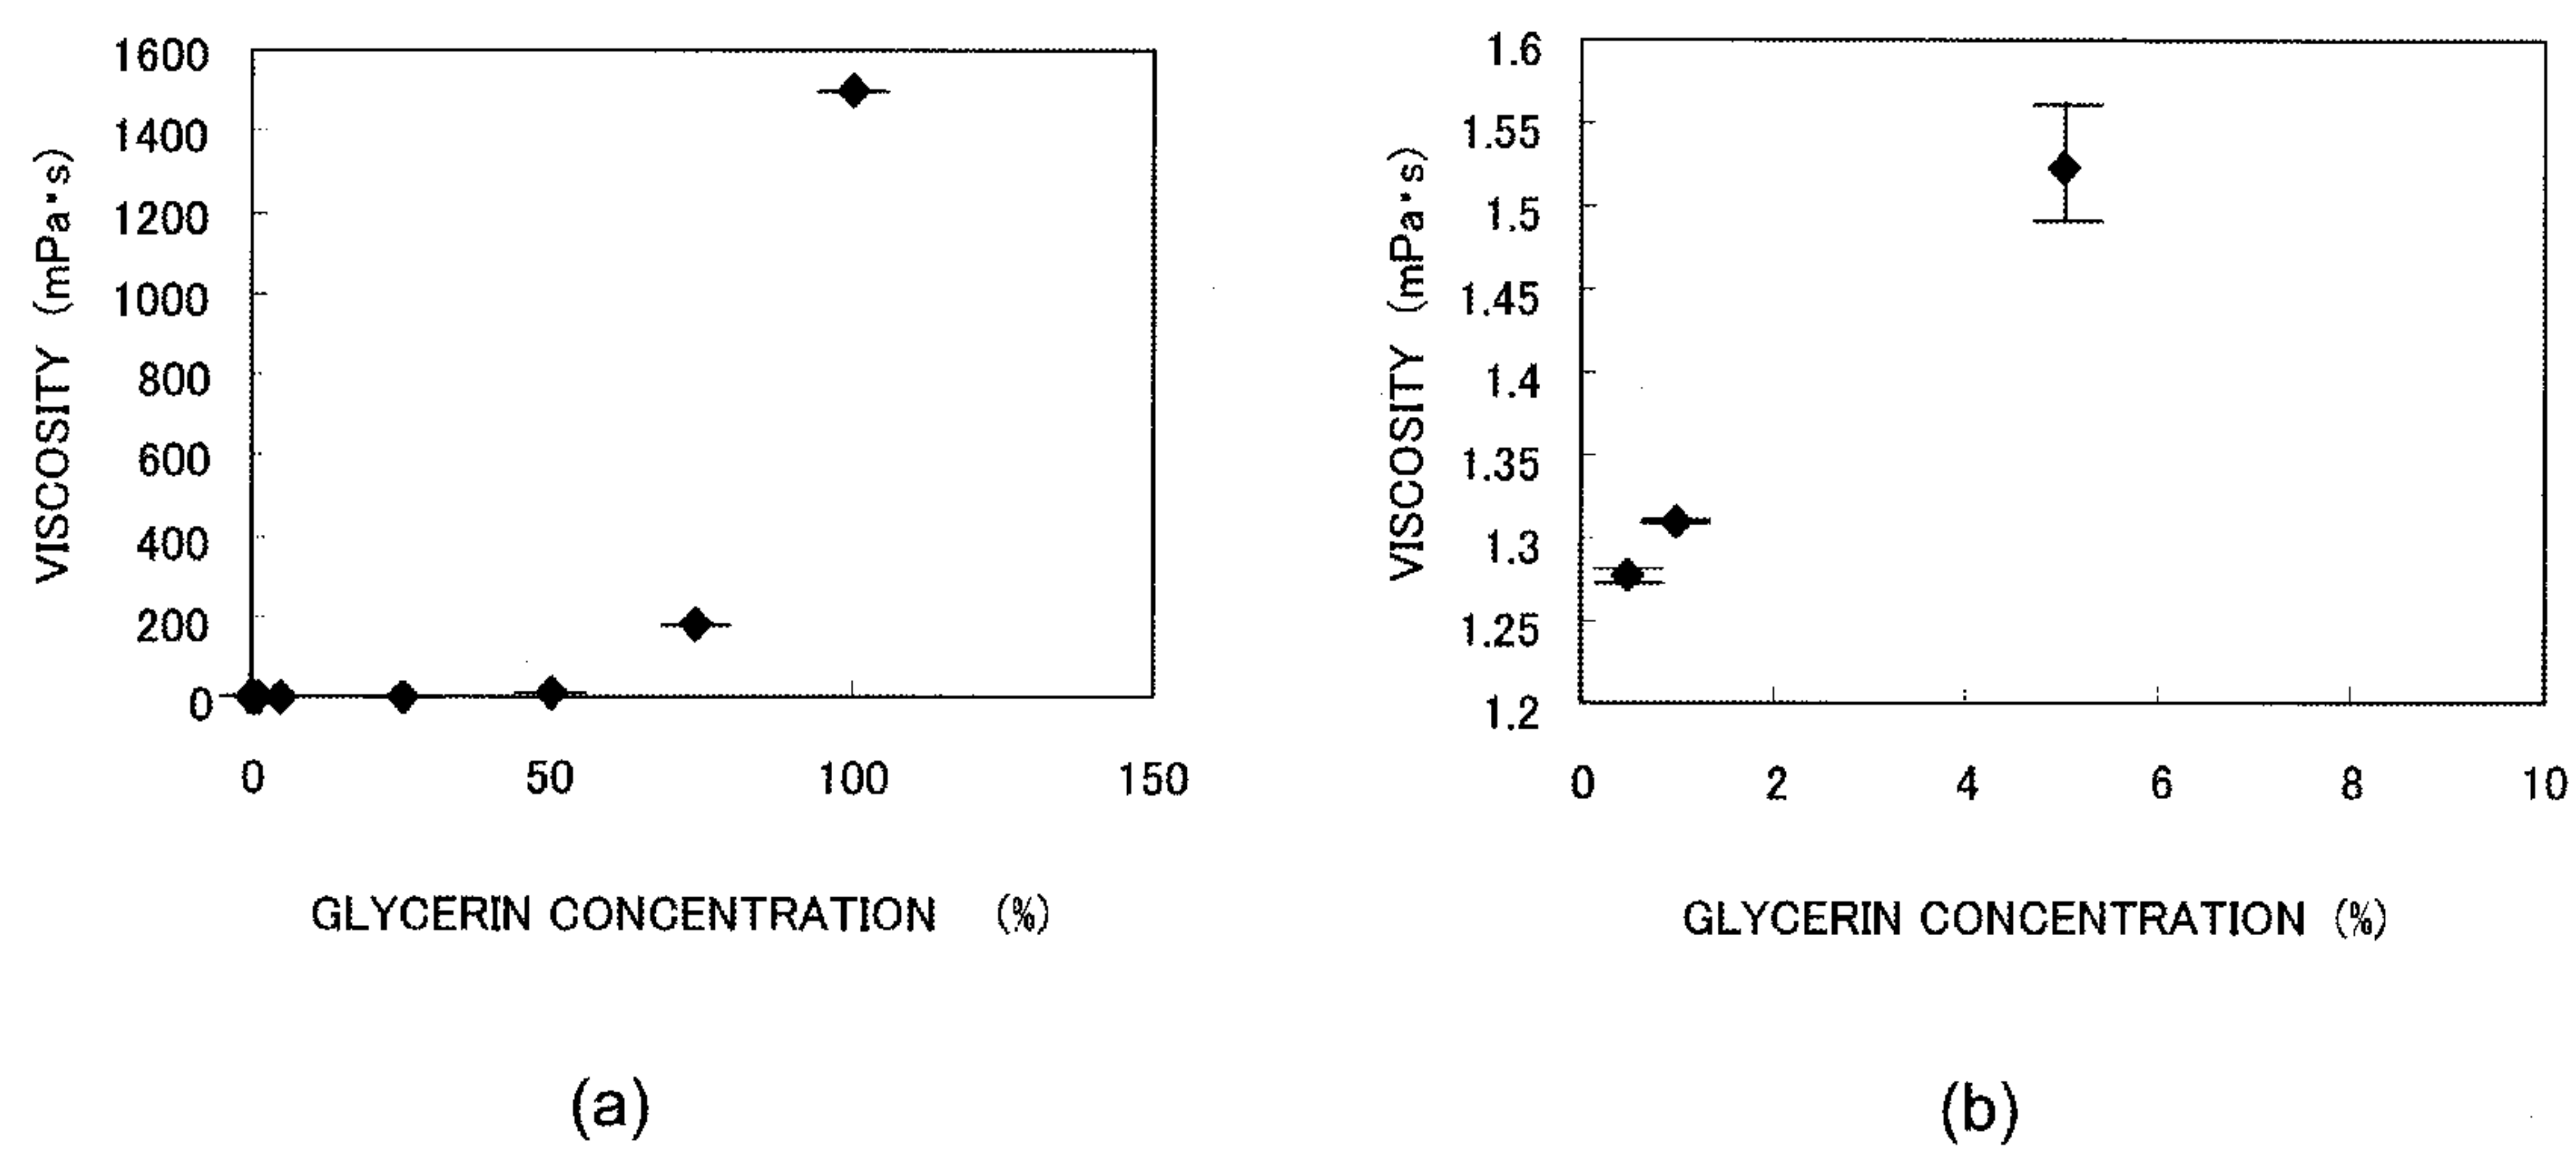 VISCOSITY (mPa·s)
1600
1400
1200
1000
800
600
400
200
0
0 50 100 150
GLYCERIN CONCENTRATION (%)
(a)
VISCOSITY (mPa·s)
1.6
1.55
1.5
1.45
1.4
1.35
1.3
1.25
1.2
0 2 4 6 8 10
GLYCERIN CONCENTRATION (%)
(b)